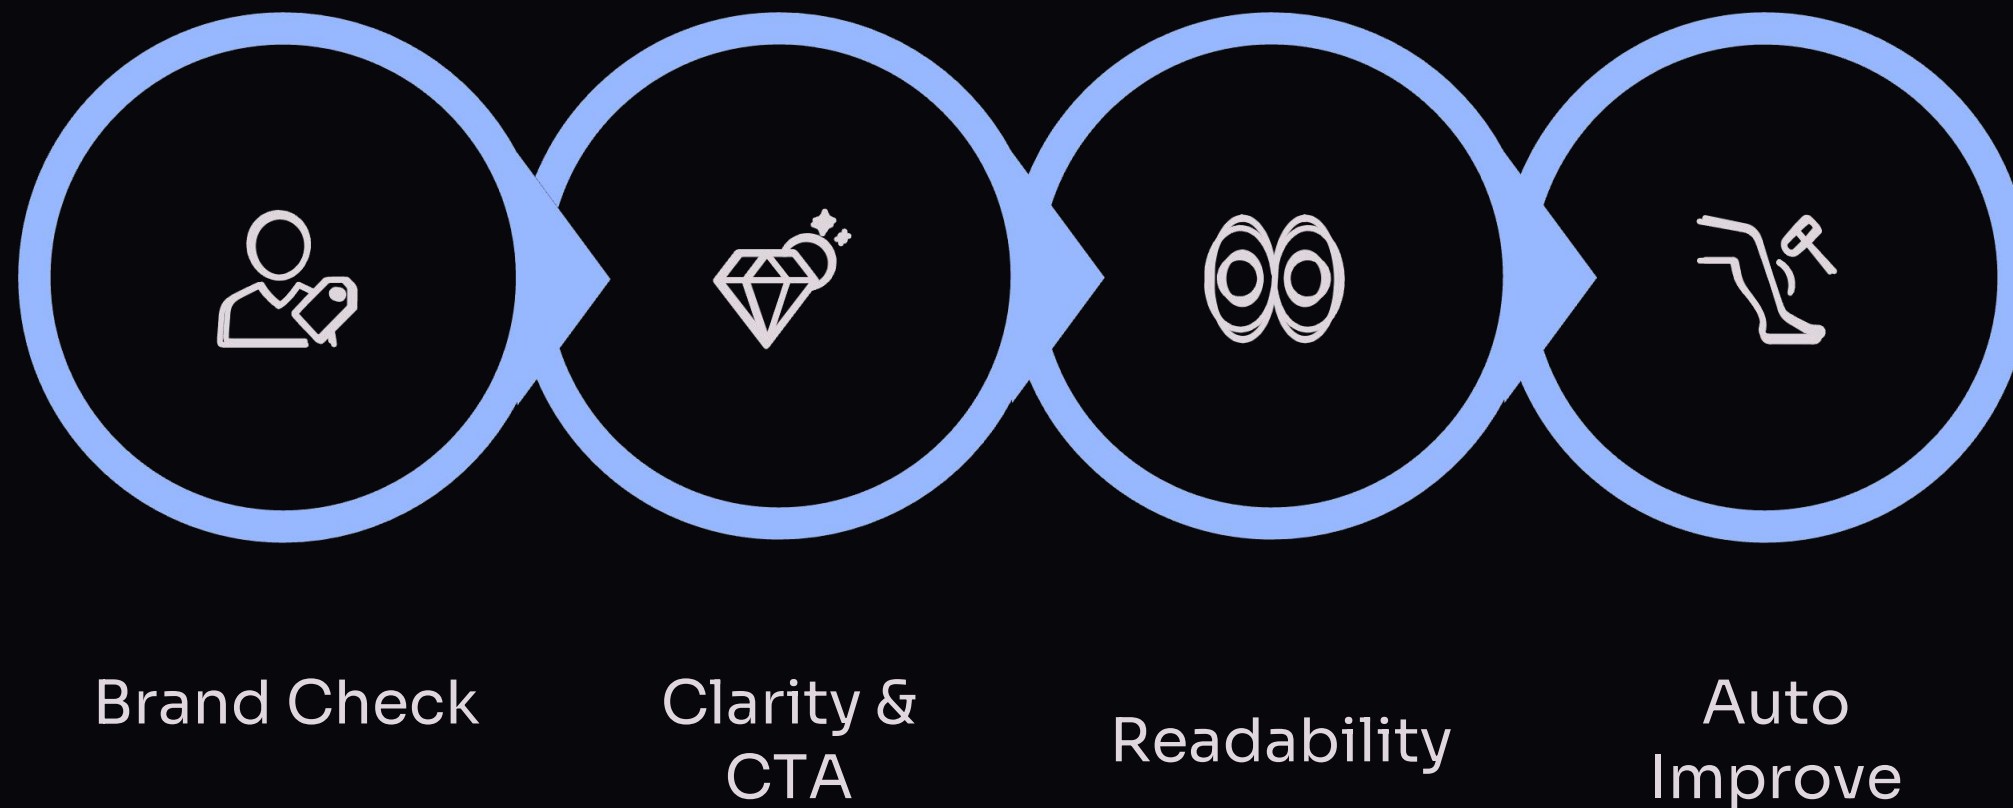 Brand Check
Clarity &
CTA
Readability
Auto
Improve